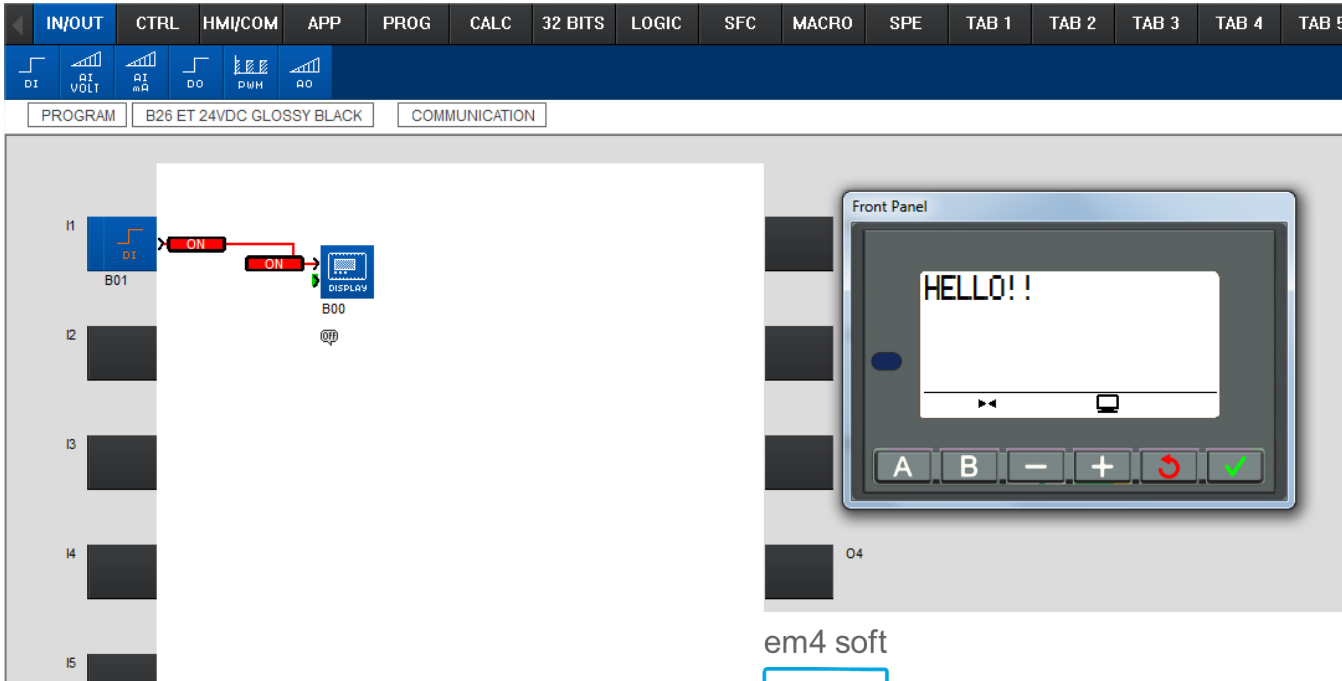 IN/OUT CTRL HMI/COM APP PROG CALC 32 BITS LOGIC SFC MACRO SPE TAB 1 TAB 2 TAB 3 TAB 4 TAB 5
DI AI VOLT AI mA DO PWM AO
PROGRAM B26 ET 24VDC GLOSSY BLACK COMMUNICATION
Front Panel
I1
DI
ON
ON
B01
DISPLAY
B00
OFF
HELLO!!
I2
I3
A B − +
I4
O4
em4 soft
I5